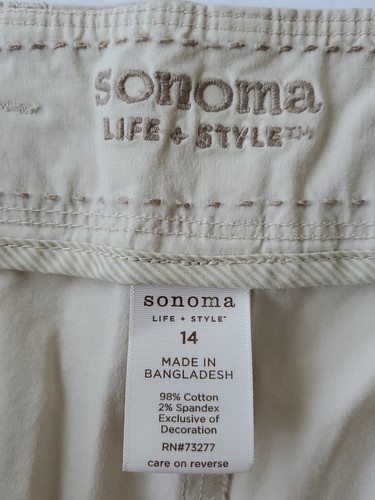 sonoma
LIFE + STYLE™
sonoma
LIFE + STYLE™
14
MADE IN
BANGLADESH
98% Cotton
2% Spandex
Exclusive of
Decoration
RN#73277
care on reverse